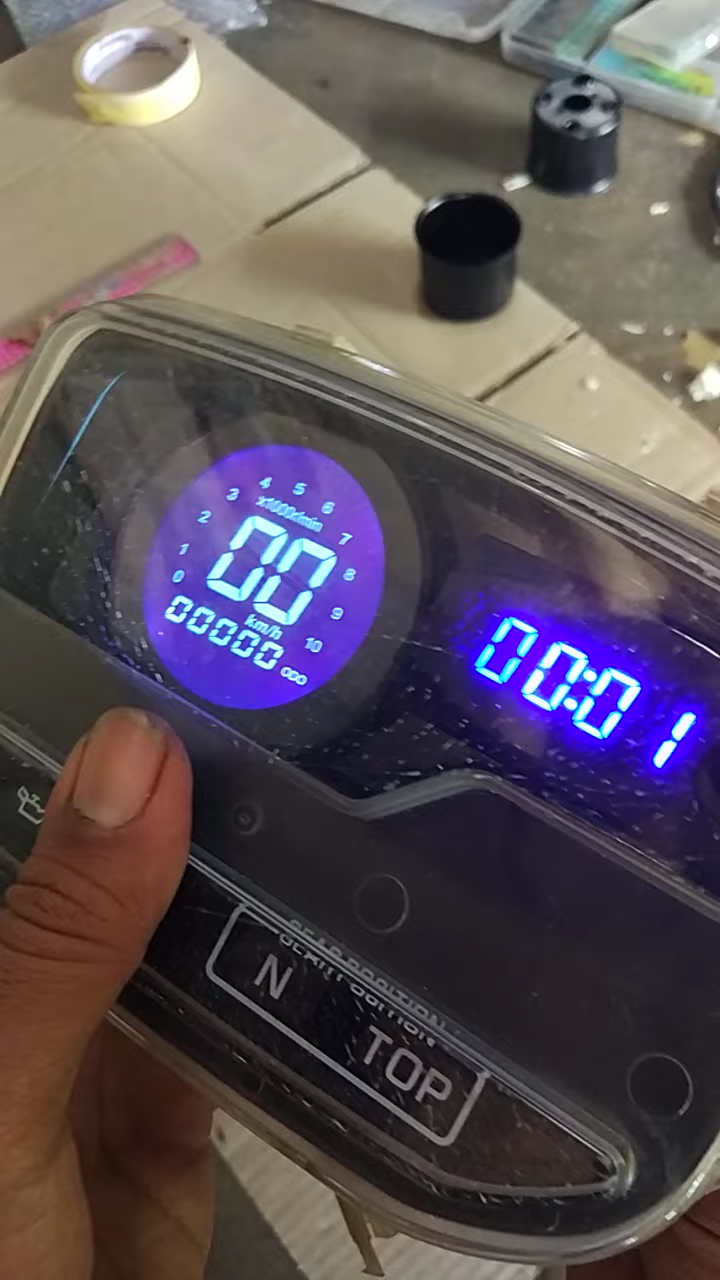 0 1 2 3 4 5 6 7 8 9 10
x1000r/min
00
km/h
00000
000
00:01
GEAR POSITION
N TOP